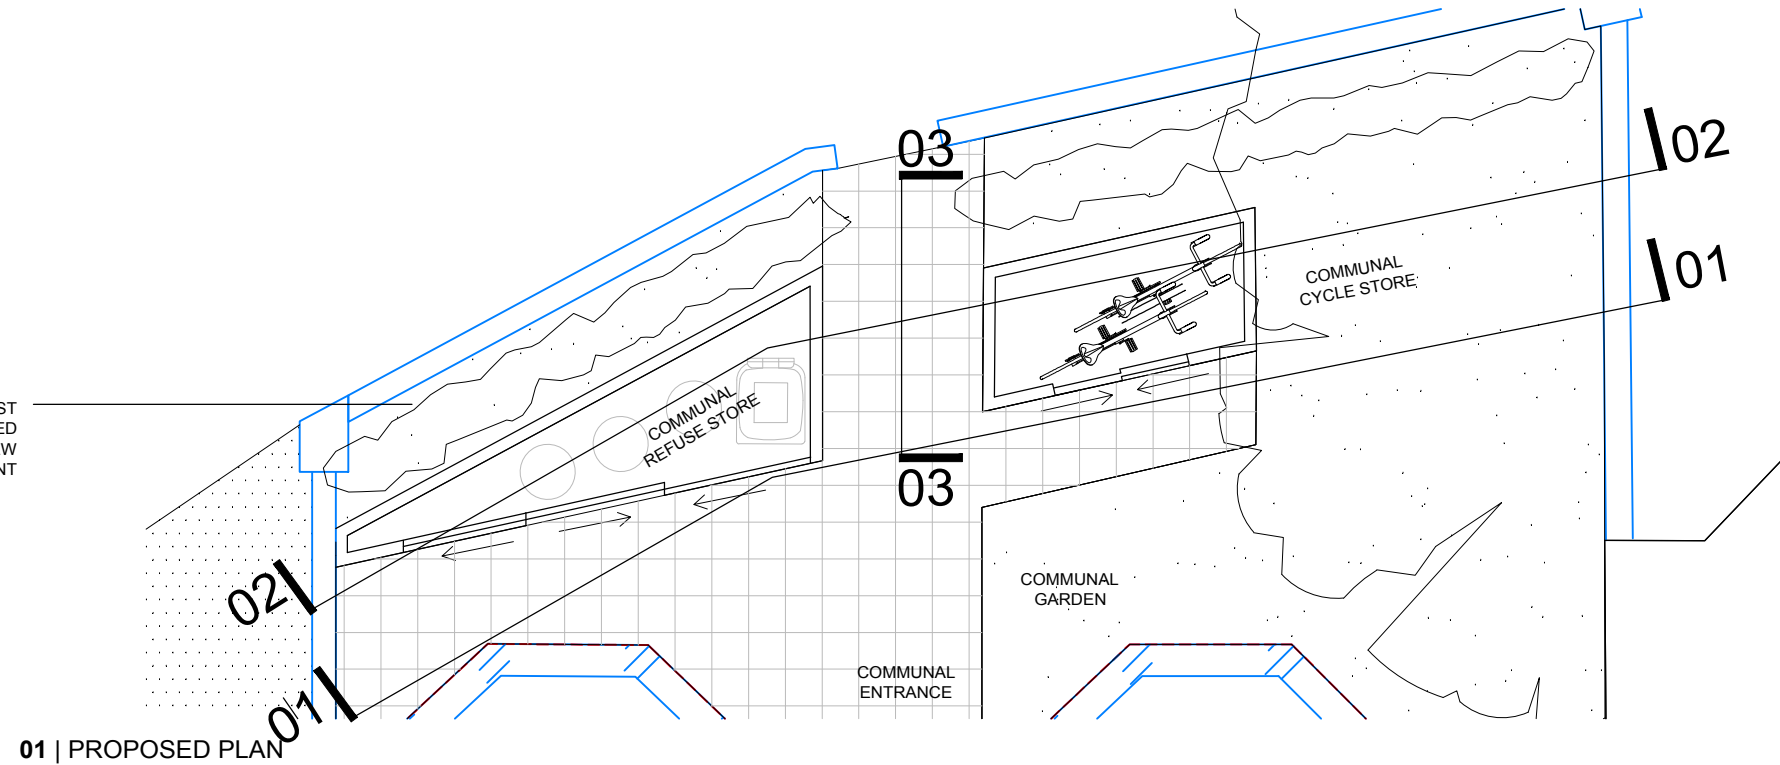 03
02
01
COMMUNAL
CYCLE STORE
COMMUNAL
REFUSE STORE
03
COMMUNAL
GARDEN
02
COMMUNAL
ENTRANCE
01
01 | PROPOSED PLAN